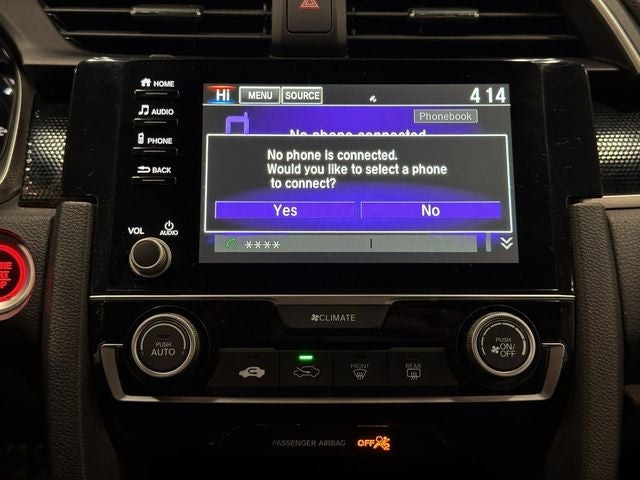 HOME
AUDIO
PHONE
BACK
VOL
AUDIO
Hi MENU SOURCE 4 14
Phonebook
No phone connected
No phone is connected.
Would you like to select a phone
to connect?
Yes No
****
CLIMATE
PUSH
AUTO
PUSH
ON/
OFF
FRONT
REAR
PASSENGER AIRBAG OFF